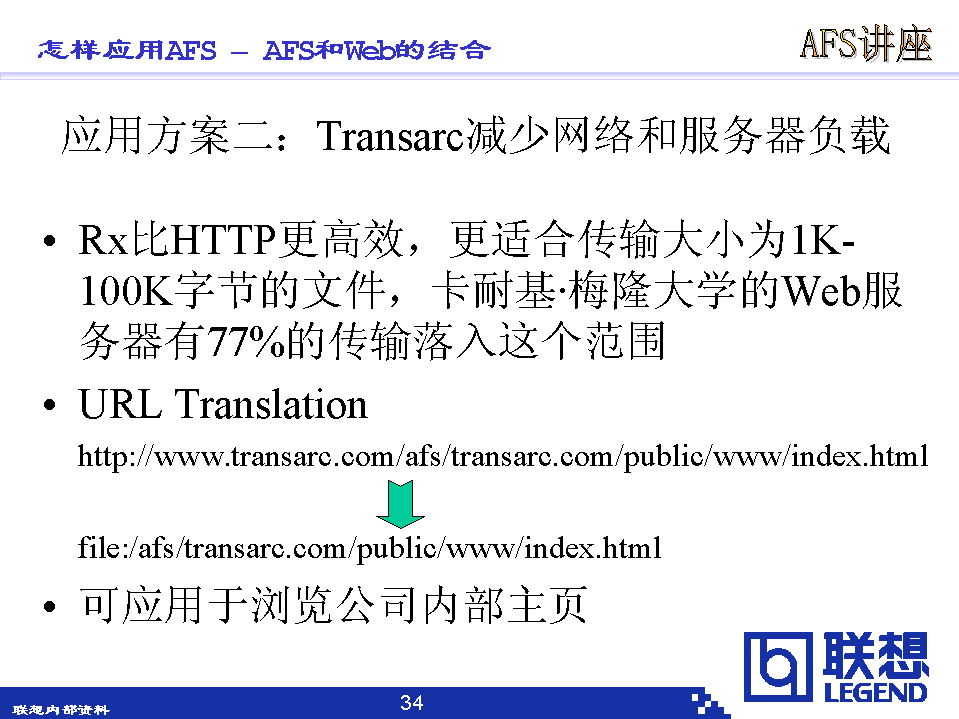 怎样应用AFS – AFS和Web的结合
AFS讲座
应用方案二：Transarc减少网络和服务器负载
• Rx比HTTP更高效，更适合传输大小为1K-
100K字节的文件，卡耐基·梅隆大学的Web服
务器有77%的传输落入这个范围
• URL Translation
http://www.transarc.com/afs/transarc.com/public/www/index.html
file:/afs/transarc.com/public/www/index.html
• 可应用于浏览公司内部主页
联想
LEGEND
联想内部资料
34